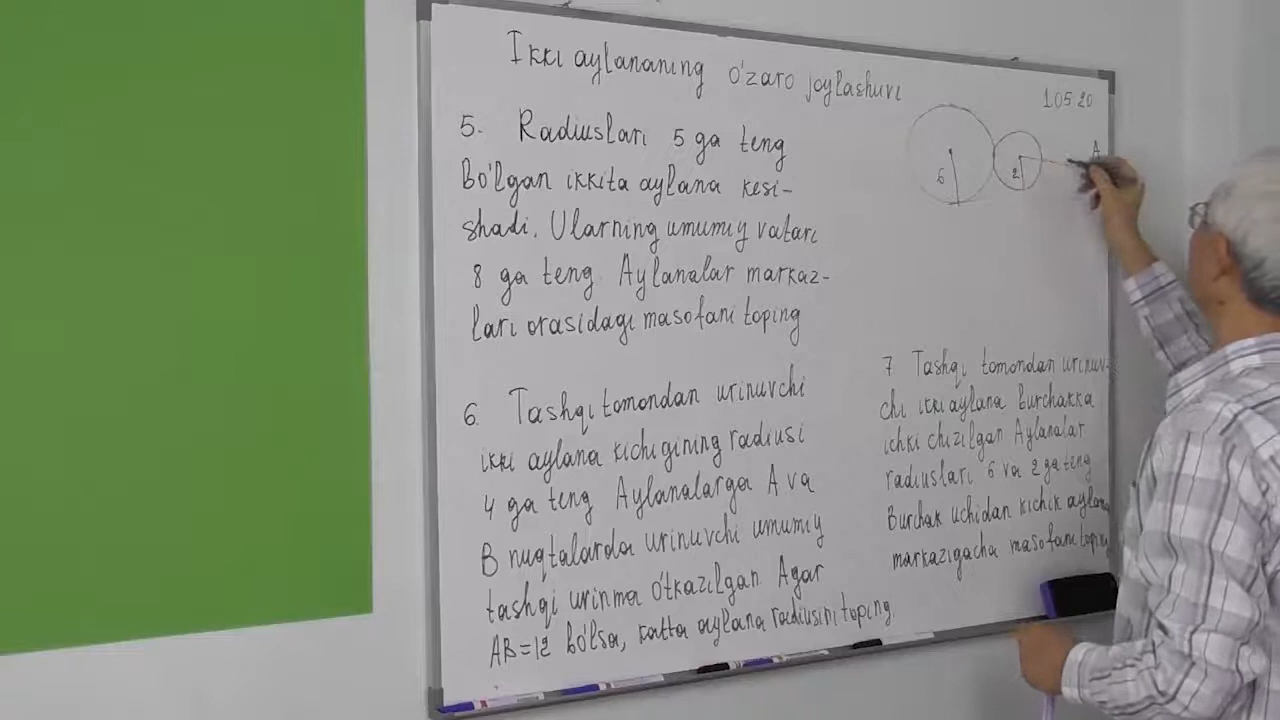 Ikki aylananing o'zaro joylashuvi
1.05.20
5. Radiuslari 5 ga teng
bo'lgan ikkita aylana kesi-
shadi. Ularning umumiy vatari
8 ga teng Aylanalar markaz-
lari orasidagi masofani toping
6 2 A
6. Tashqi tomondan urinuvchi
ikki aylana kichigining radiusi
4 ga teng Aylanalarga A va
B nuqtalarda urinuvchi umumiy
tashqi urinma o'tkazilgan Agar
AB=12 bo'lsa, katta aylana radiusini toping.
7 Tashqi tomondan urinuv-
chi ikki aylana burchakka
ichki chizilgan Aylanalar
radiuslari 6 va 2 ga teng
Burchak uchidan kichik aylana
markazigacha masofani toping